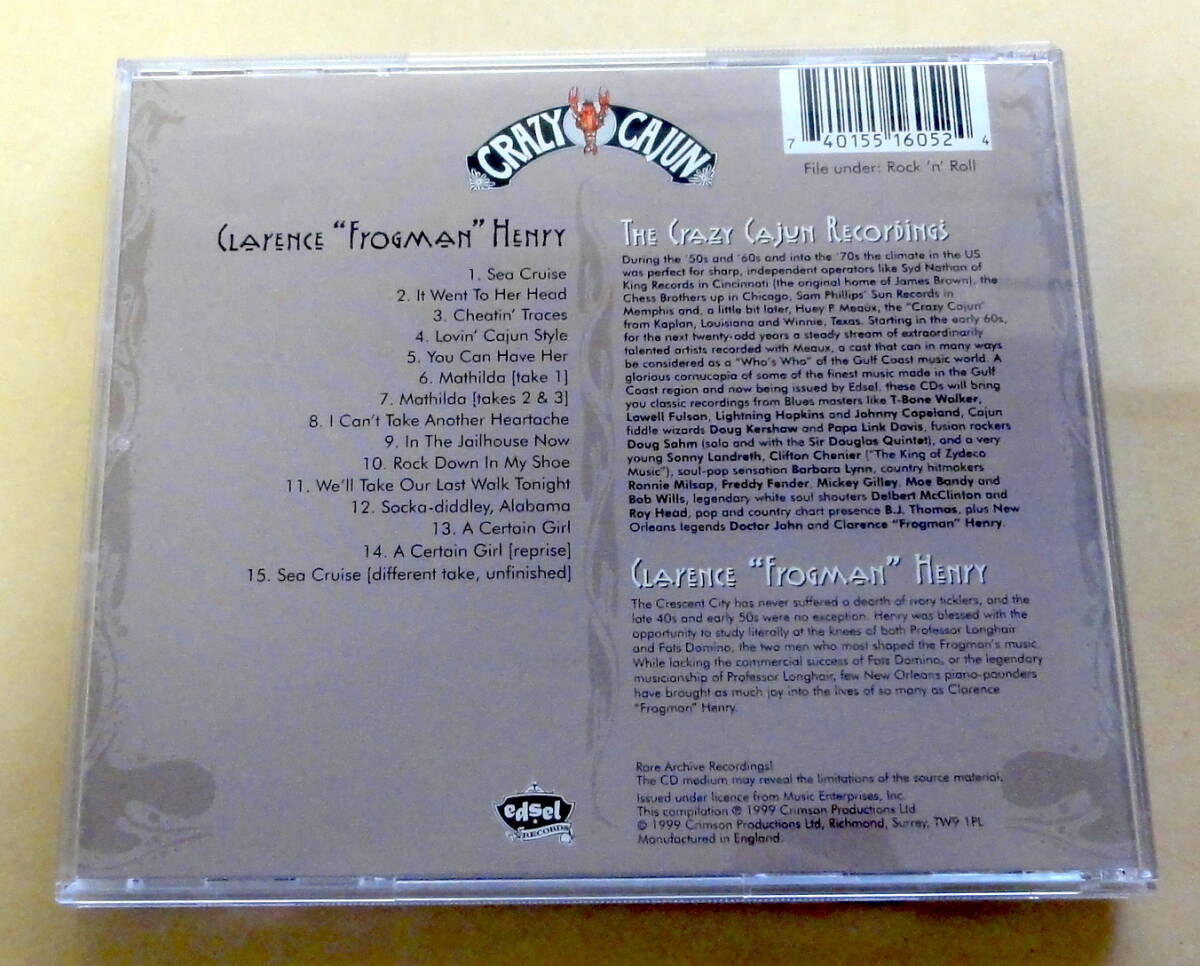 CRAZY CAJUN
7 40155 16052 4
File under: Rock 'n' Roll
Clarence "Frogman" Henry
1. Sea Cruise
2. It Went To Her Head
3. Cheatin' Traces
4. Lovin' Cajun Style
5. You Can Have Her
6. Mathilda [take 1]
7. Mathilda [takes 2 & 3]
8. I Can't Take Another Heartache
9. In The Jailhouse Now
10. Rock Down In My Shoe
11. We'll Take Our Last Walk Tonight
12. Socka-diddley, Alabama
13. A Certain Girl
14. A Certain Girl [reprise]
15. Sea Cruise [different take, unfinished]
The Crazy Cajun Recordings
During the '50s and '60s and into the '70s the climate in the US
was perfect for sharp, independent operators like Syd Nathan of
King Records in Cincinnati (the original home of James Brown), the
Chess Brothers up in Chicago, Sam Phillips' Sun Records in
Memphis and, a little bit later, Huey P. Meaux, the "Crazy Cajun"
from Kaplan, Louisiana and Winnie, Texas. Starting in the early 60s,
for the next twenty-odd years a steady stream of extraordinarily
talented artists recorded with Meaux, a cast that can in many ways
be considered as a "Who's Who" of the Gulf Coast music world. A
glorious cornucopia of some of the finest music made in the Gulf
Coast region and now being issued by Edsel, these CDs will bring
you classic recordings from Blues masters like T-Bone Walker,
Lowell Fulson, Lightning Hopkins and Johnny Copeland, Cajun
fiddle wizards Doug Kershaw and Papa Link Davis, fusion rockers
Doug Sahm (solo and with the Sir Douglas Quintet), and a very
young Sonny Landreth, Clifton Chenier ("The King of Zydeco
Music"), soul-pop sensation Barbara Lynn, country hitmakers
Ronnie Milsap, Freddy Fender, Mickey Gilley, Moe Bandy and
Bob Wills, legendary white soul shouters Delbert McClinton and
Roy Head, pop and country chart presence B.J. Thomas, plus New
Orleans legends Doctor John and Clarence "Frogman" Henry.
Clarence "Frogman" Henry
The Crescent City has never suffered a dearth of ivory ticklers, and the
late 40s and early 50s were no exception. Henry was blessed with the
opportunity to study literally at the knees of both Professor Longhair
and Fats Domino, the two men who most shaped the Frogman's music.
While lacking the commercial success of Fats Domino, or the legendary
musicianship of Professor Longhair, few New Orleans piano-pounders
have brought as much joy into the lives of so many as Clarence
"Frogman" Henry.
Rare Archive Recordings!
The CD medium may reveal the limitations of the source material.
Issued under licence from Music Enterprises, Inc.
This compilation ℗ 1999 Crimson Productions Ltd
© 1999 Crimson Productions Ltd, Richmond, Surrey, TW9 1PL
Manufactured in England.
edsel
RECORDS